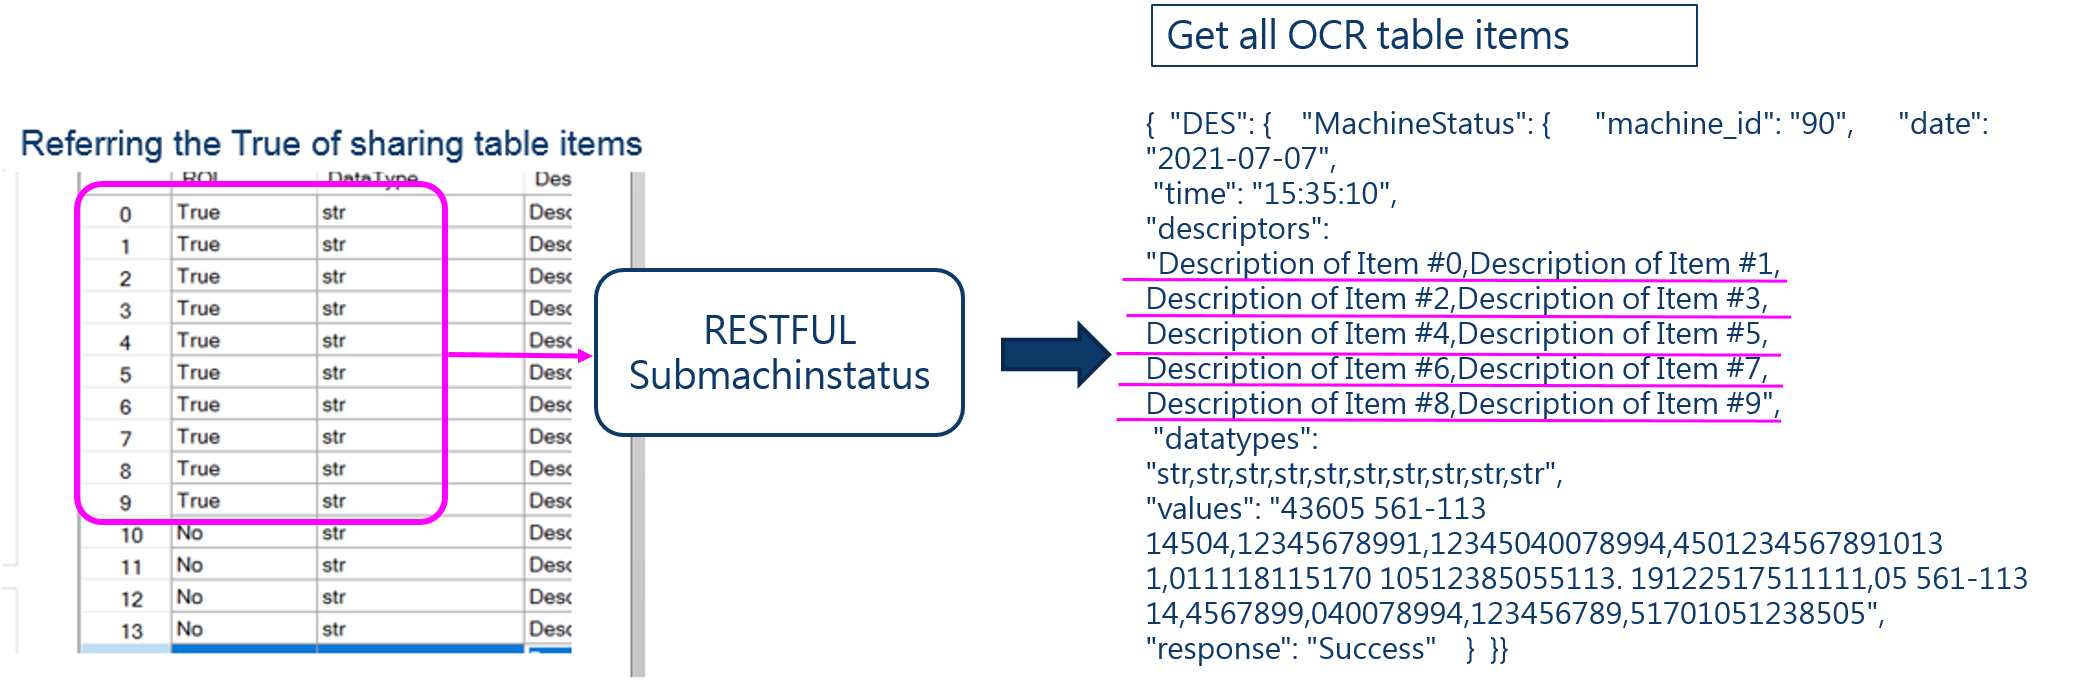 Get all OCR table items
Referring the True of sharing table items
ROI DataType Des
0 True str Desc
1 True str Desc
2 True str Desc
3 True str Desc
4 True str Desc
5 True str Desc
6 True str Desc
7 True str Desc
8 True str Desc
9 True str Desc
10 No str Desc
11 No str Desc
12 No str Desc
13 No str Desc
RESTFUL
Submachinstatus
{ "DES": { "MachineStatus": { "machine_id": "90", "date":
"2021-07-07",
"time": "15:35:10",
"descriptors":
"Description of Item #0,Description of Item #1,
Description of Item #2,Description of Item #3,
Description of Item #4,Description of Item #5,
Description of Item #6,Description of Item #7,
Description of Item #8,Description of Item #9",
"datatypes":
"str,str,str,str,str,str,str,str,str,str",
"values": "43605 561-113
14504,12345678991,12345040078994,4501234567891013
1,011118115170 10512385055113. 19122517511111,05 561-113
14,4567899,040078994,123456789,51701051238505",
"response": "Success" } }}